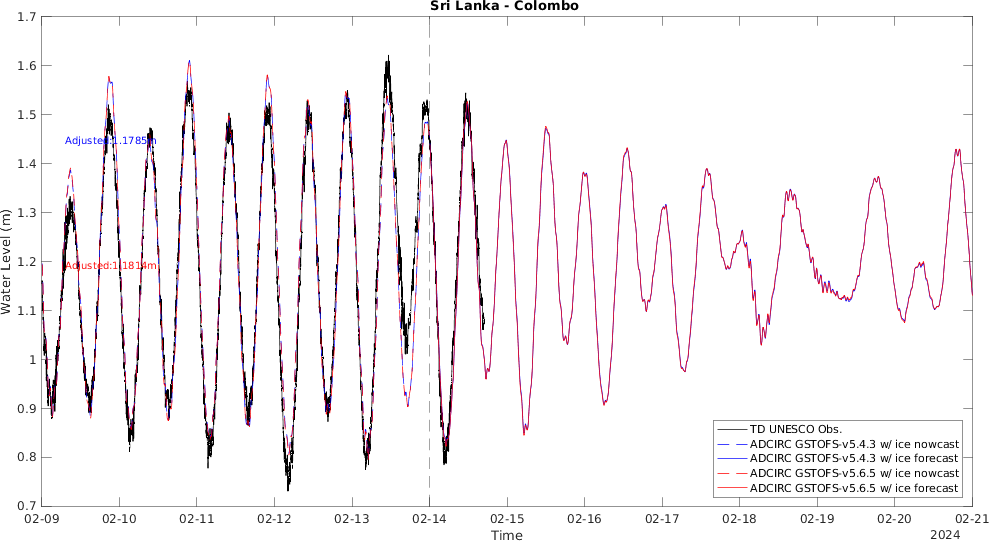 Sri Lanka - Colombo
1.7
1.6
1.5
1.4
1.3
1.2
1.1
1
0.9
0.8
0.7
Water Level (m)
Adjusted:1.1785m
Adjusted:1.1814m
TD UNESCO Obs.
ADCIRC GSTOFS-v5.4.3 w/ ice nowcast
ADCIRC GSTOFS-v5.4.3 w/ ice forecast
ADCIRC GSTOFS-v5.6.5 w/ ice nowcast
ADCIRC GSTOFS-v5.6.5 w/ ice forecast
02-09 02-10 02-11 02-12 02-13 02-14 02-15 02-16 02-17 02-18 02-19 02-20 02-21
Time
2024